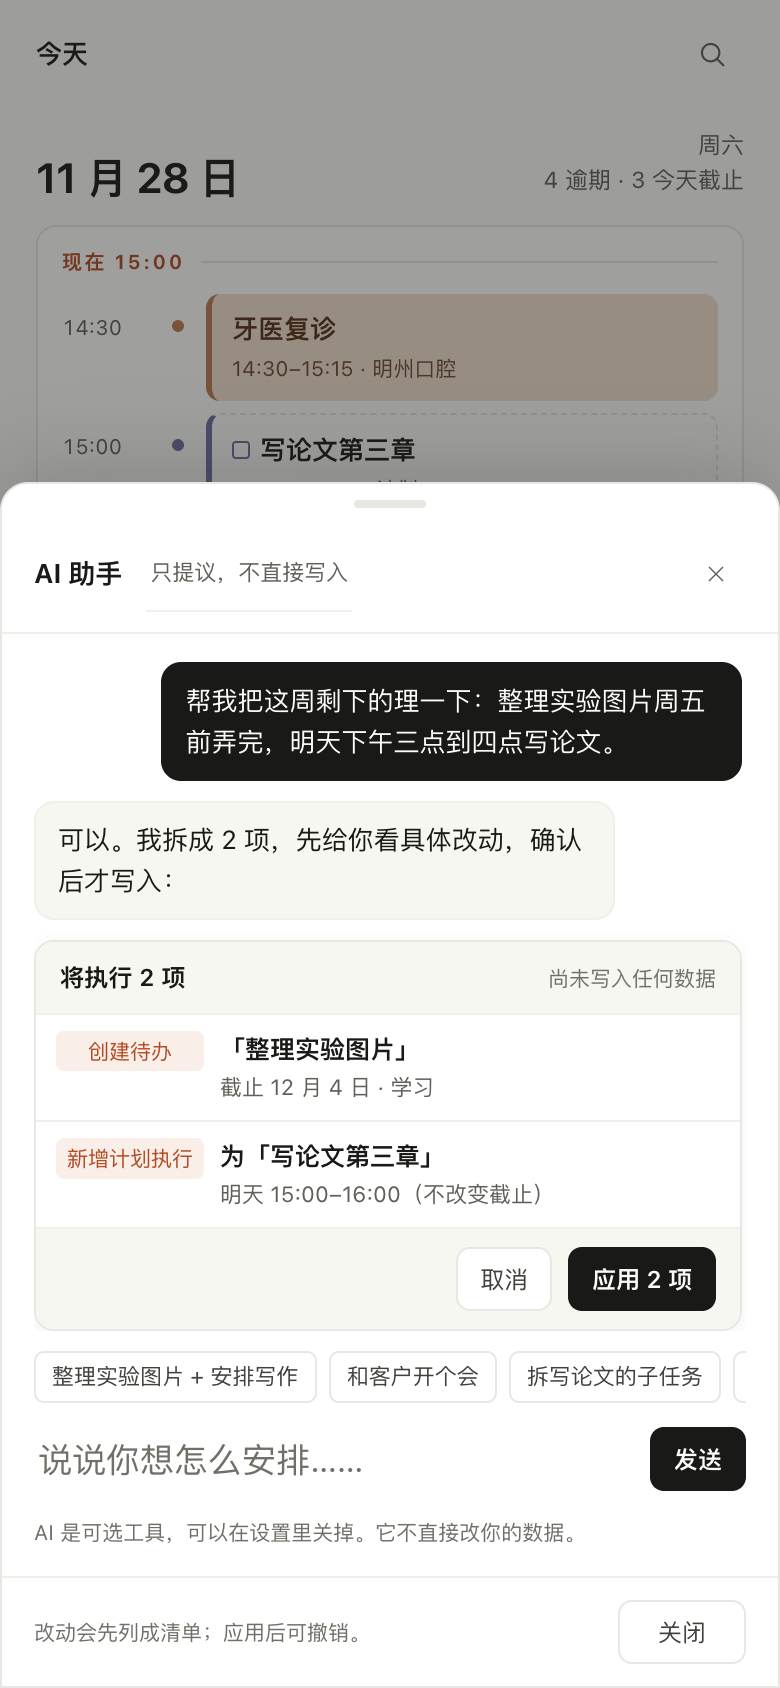 今天
周六
11 月 28 日
4 逾期 · 3 今天截止
现在 15:00
14:30
牙医复诊
14:30–15:15 · 明州口腔
15:00
写论文第三章
AI 助手
只提议，不直接写入
帮我把这周剩下的理一下：整理实验图片周五
前弄完，明天下午三点到四点写论文。
可以。我拆成 2 项，先给你看具体改动，确认
后才写入：
将执行 2 项
尚未写入任何数据
创建待办
「整理实验图片」
截止 12 月 4 日 · 学习
新增计划执行
为「写论文第三章」
明天 15:00–16:00（不改变截止）
取消
应用 2 项
整理实验图片 + 安排写作
和客户开个会
拆写论文的子任务
说说你想怎么安排……
发送
AI 是可选工具，可以在设置里关掉。它不直接改你的数据。
改动会先列成清单；应用后可撤销。
关闭